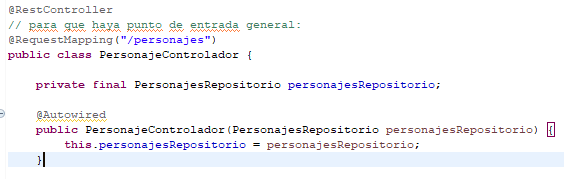 @RestController
// para que haya punto de entrada general:
@RequestMapping("/personajes")
public class PersonajeControlador {
private final PersonajesRepositorio personajesRepositorio;
@Autowired
public PersonajeControlador(PersonajesRepositorio personajesRepositorio) {
this.personajesRepositorio = personajesRepositorio;
}